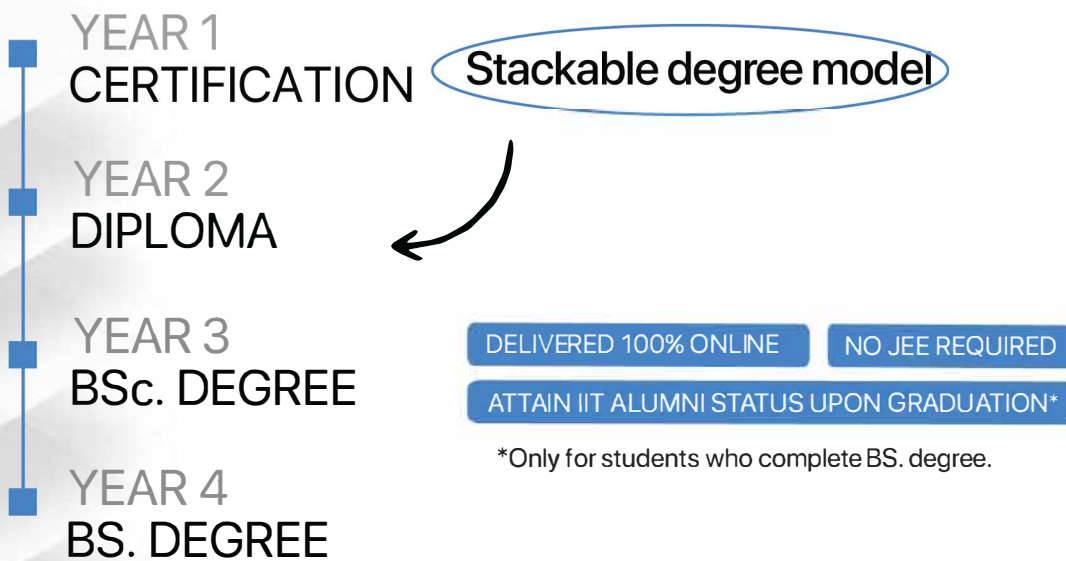 YEAR 1
CERTIFICATION
Stackable degree model
YEAR 2
DIPLOMA
YEAR 3
BSc. DEGREE
DELIVERED 100% ONLINE
NO JEE REQUIRED
ATTAIN IIT ALUMNI STATUS UPON GRADUATION*
*Only for students who complete BS. degree.
YEAR 4
BS. DEGREE